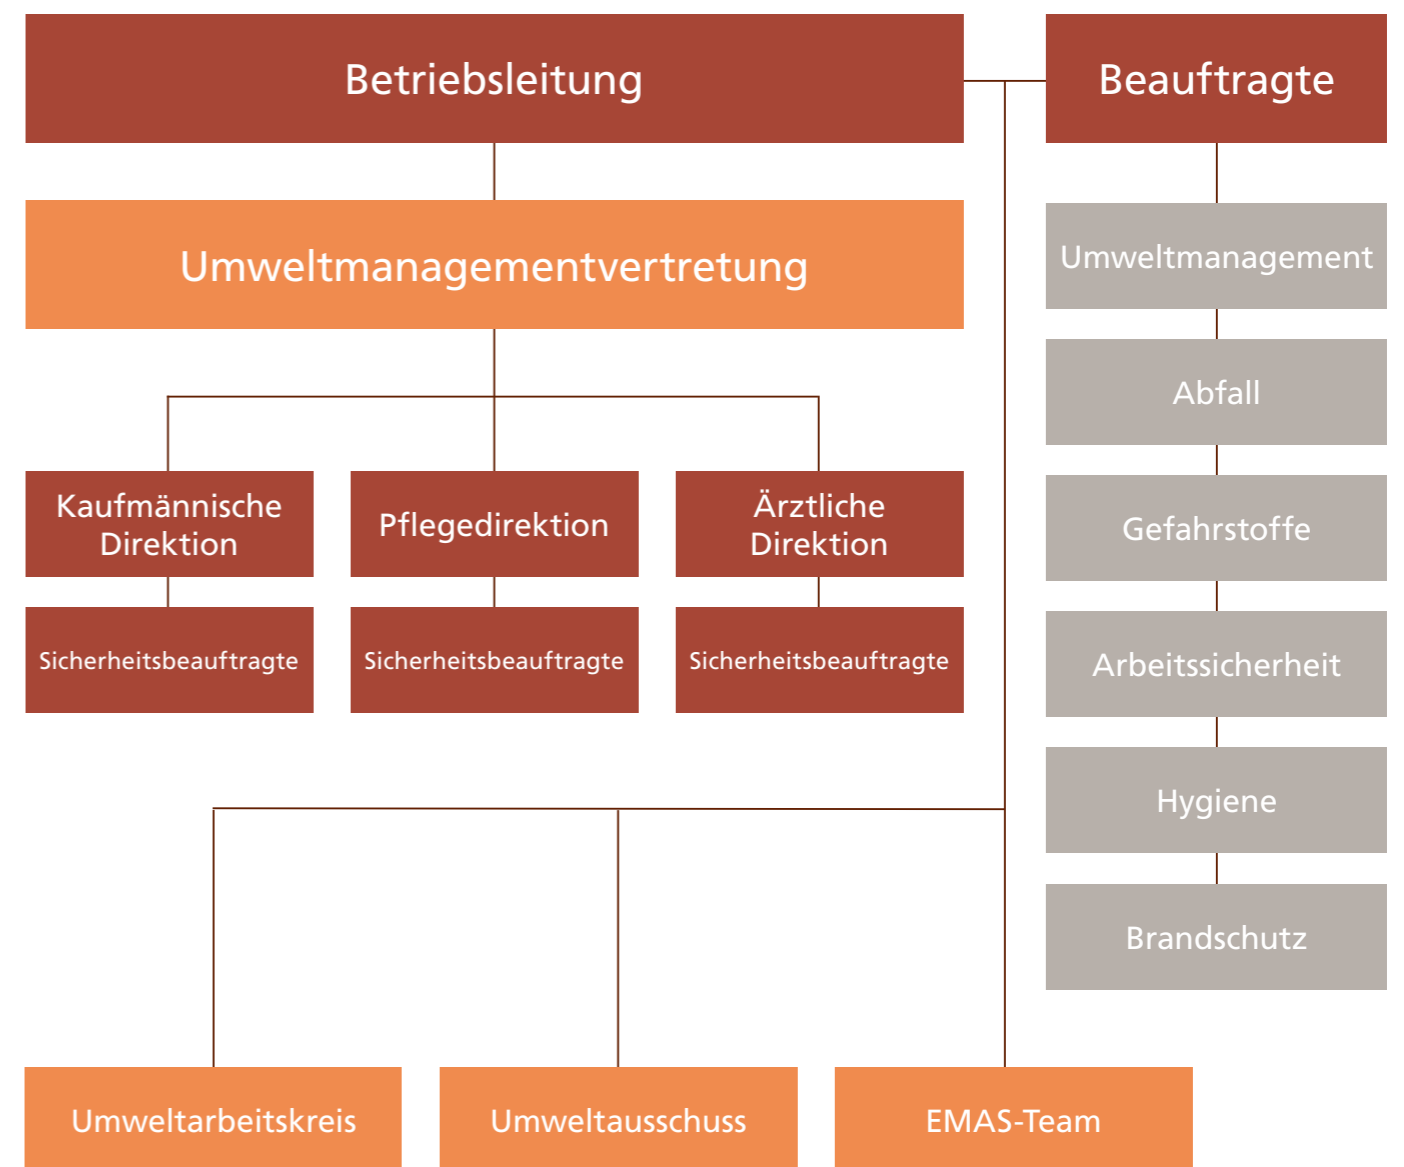 Betriebsleitung
Beauftragte
Umweltmanagementvertretung
Umweltmanagement
Abfall
Gefahrstoffe
Arbeitssicherheit
Hygiene
Brandschutz
Kaufmännische
Direktion
Pflegedirektion
Ärztliche
Direktion
Sicherheitsbeauftragte
Sicherheitsbeauftragte
Sicherheitsbeauftragte
Umweltarbeitskreis
Umweltausschuss
EMAS-Team